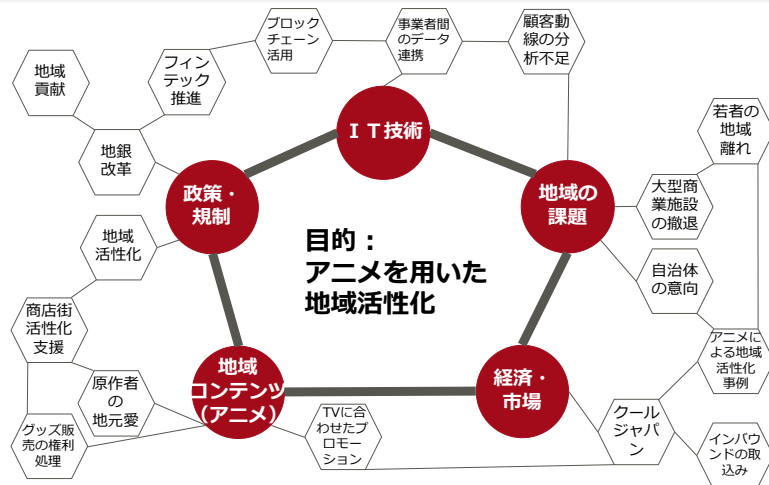 ブロック
チェーン
活用
事業者間
のデータ
連携
顧客動
線の分
析不足
地域
貢献
フィン
テック
推進
地銀
改革
ＩＴ技術
若者の
地域
離れ
政策・
規制
地域の
課題
大型商
業施設
の撤退
地域
活性化
目的：
アニメを用いた
地域活性化
自治体
の意向
商店街
活性化
支援
アニメに
よる地域
活性化
事例
地域
コンテンツ
（アニメ）
経済・
市場
原作者
の
地元愛
グッズ販
売の権利
処理
TVに合
わせたプ
ロモー
ション
クール
ジャパ
ン
インバウ
ンドの取
込み